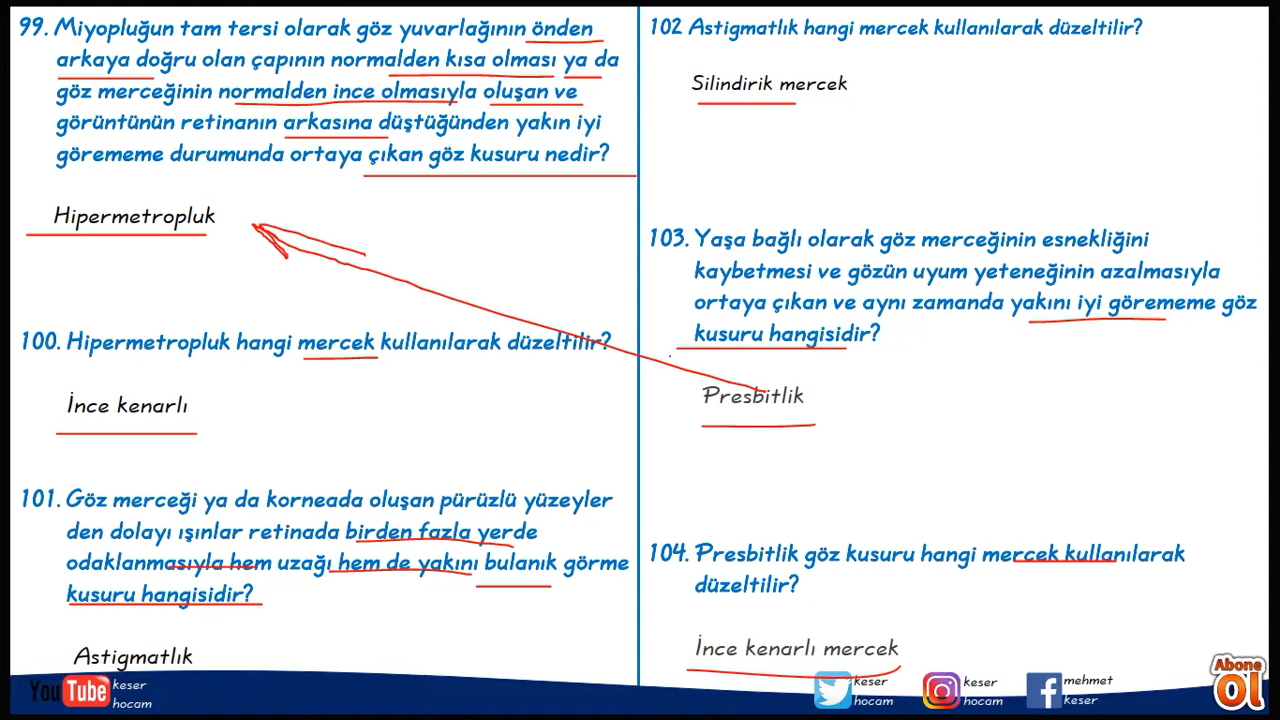 99. Miyopluğun tam tersi olarak göz yuvarlağının önden
arkaya doğru olan çapının normalden kısa olması ya da
göz merceğinin normalden ince olmasıyla oluşan ve
görüntünün retinanın arkasına düştüğünden yakın iyi
görememe durumunda ortaya çıkan göz kusuru nedir?
Hipermetropluk
100. Hipermetropluk hangi mercek kullanılarak düzeltilir?
İnce kenarlı
101. Göz merceği ya da korneada oluşan pürüzlü yüzeyler
den dolayı ışınlar retinada birden fazla yerde
odaklanmasıyla hem uzağı hem de yakını bulanık görme
kusuru hangisidir?
Astigmatlık
102 Astigmatlık hangi mercek kullanılarak düzeltilir?
Silindirik mercek
103. Yaşa bağlı olarak göz merceğinin esnekliğini
kaybetmesi ve gözün uyum yeteneğinin azalmasıyla
ortaya çıkan ve aynı zamanda yakını iyi görememe göz
kusuru hangisidir?
Presbitlik
104. Presbitlik göz kusuru hangi mercek kullanılarak
düzeltilir?
İnce kenarlı mercek
YouTube keser
hocam
keser
hocam
keser
hocam
mehmet
keser
Abone
ol